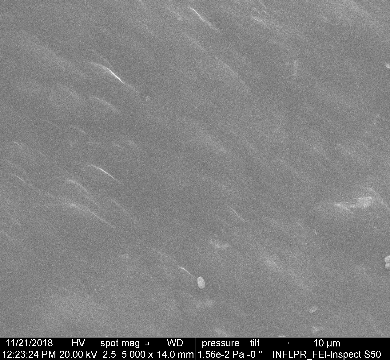 11/21/2018 HV spot mag WD pressure tilt 10 µm
12:23:24 PM 20.00 kV 2.5 5 000 x 14.0 mm 1.56e-2 Pa -0 ° INFLPR_FEI-Inspect S50